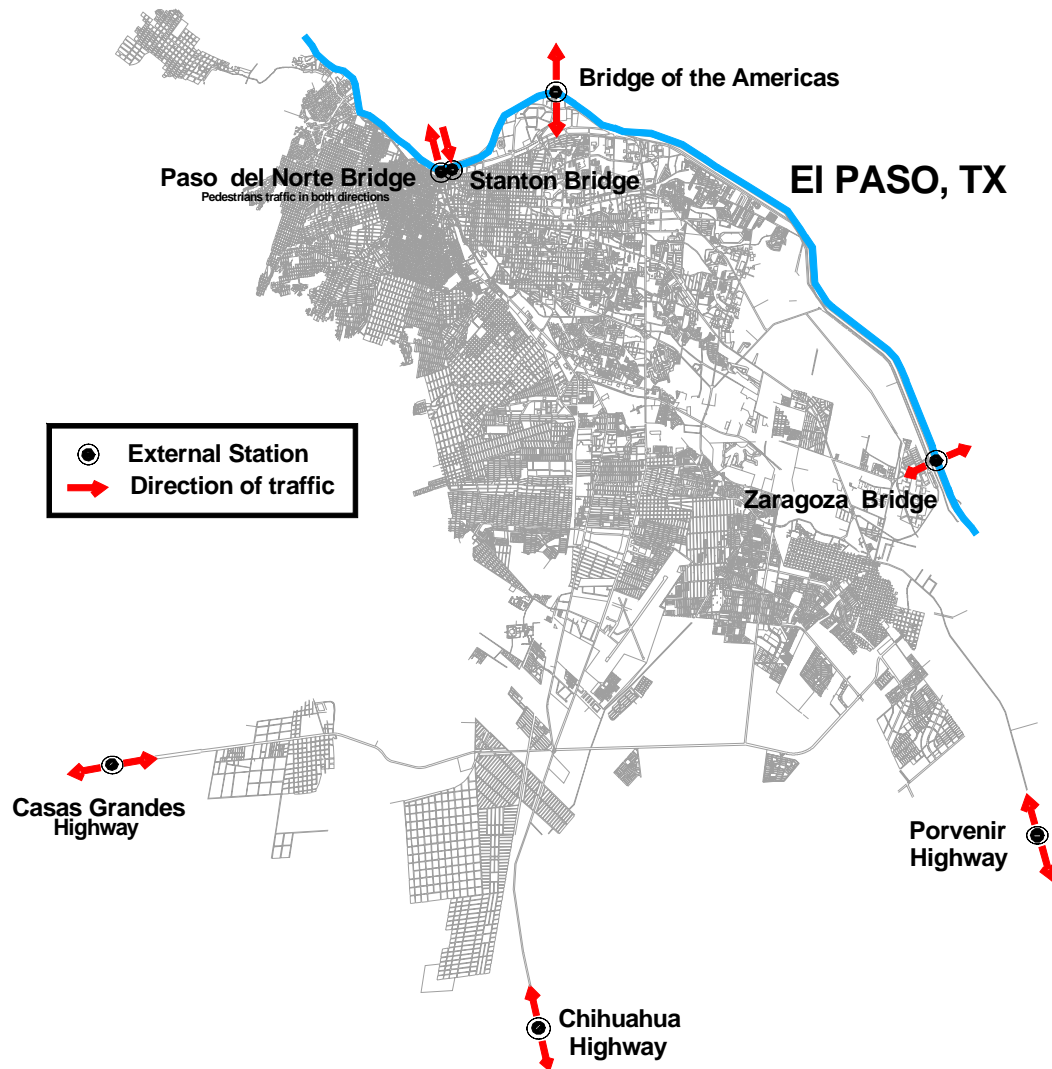 Bridge of the Americas
El PASO, TX
Paso del Norte Bridge
Pedestrians traffic in both directions
Stanton Bridge
External Station
Direction of traffic
Zaragoza Bridge
Casas Grandes
Highway
Porvenir
Highway
Chihuahua
Highway